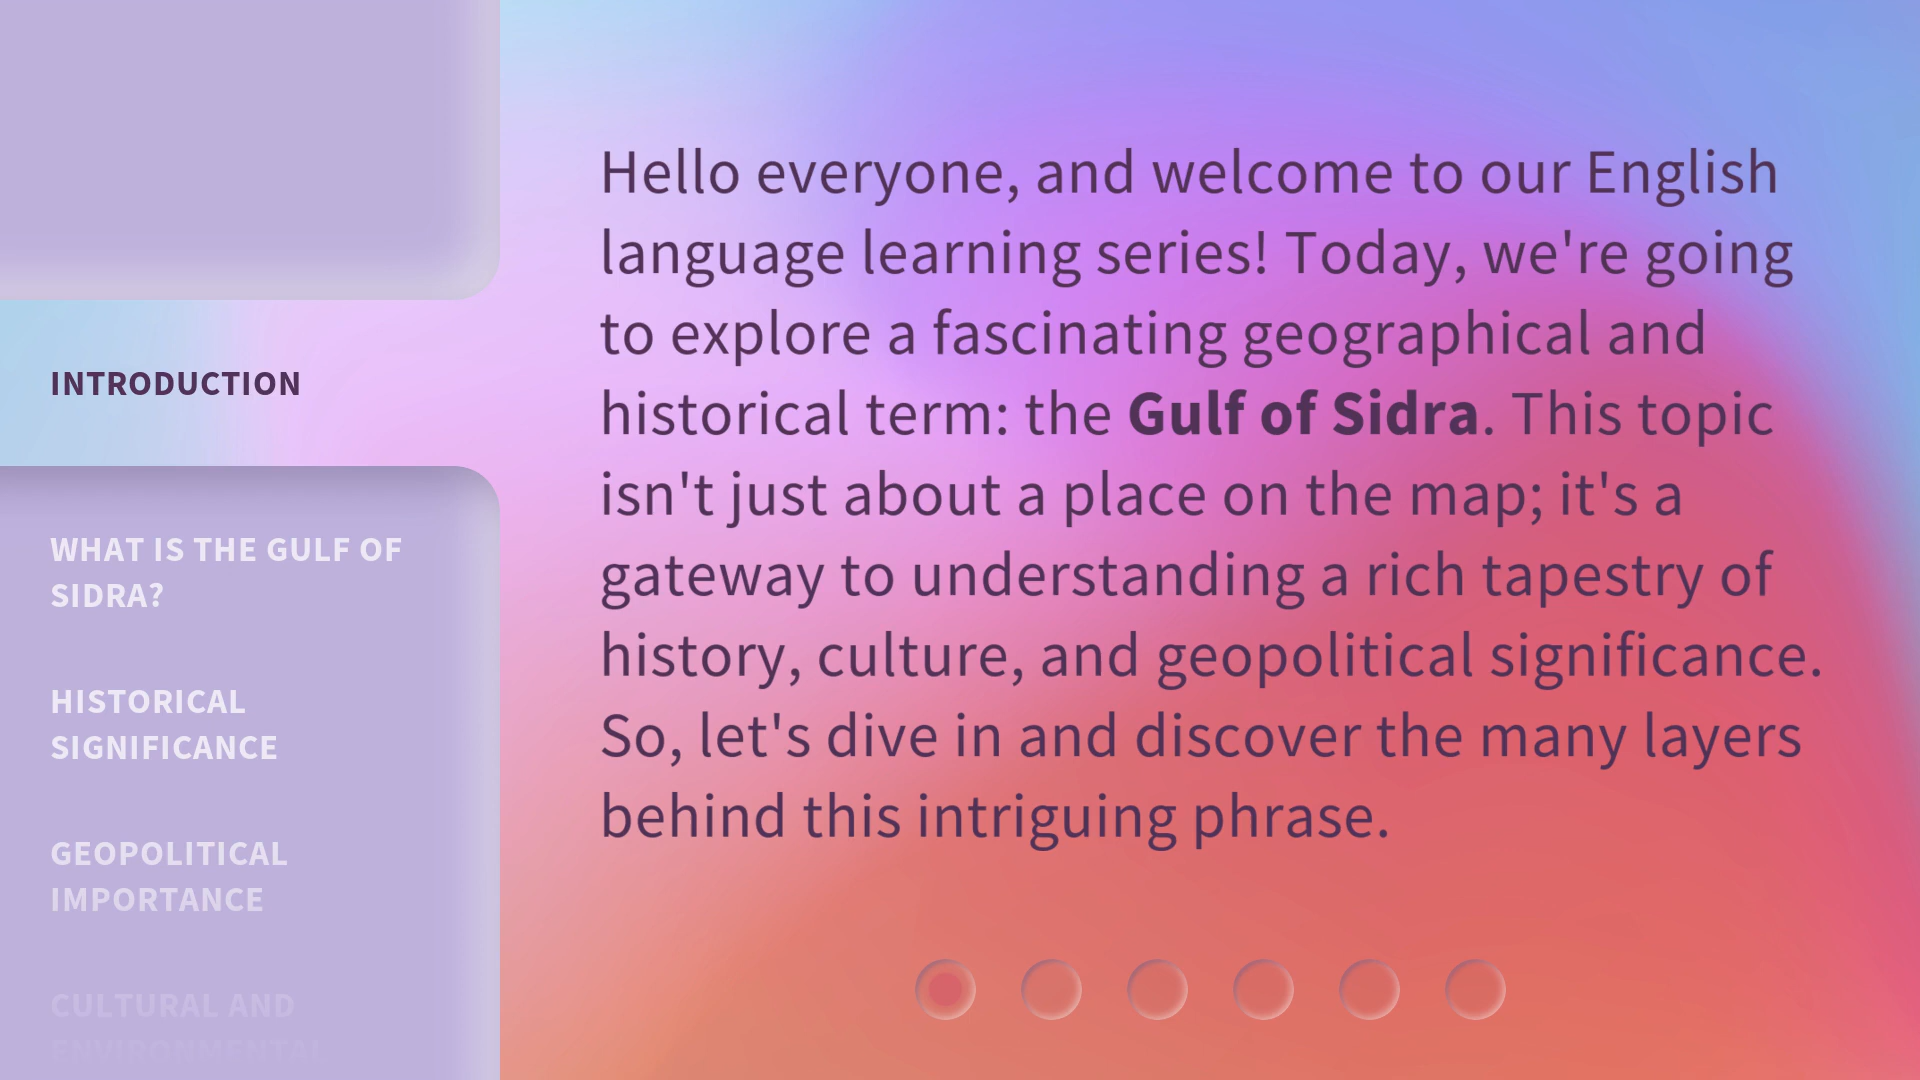 INTRODUCTION
WHAT IS THE GULF OF
SIDRA?
HISTORICAL
SIGNIFICANCE
GEOPOLITICAL
IMPORTANCE
CULTURAL AND
ENVIRONMENTAL
Hello everyone, and welcome to our English
language learning series! Today, we're going
to explore a fascinating geographical and
historical term: the Gulf of Sidra. This topic
isn't just about a place on the map; it's a
gateway to understanding a rich tapestry of
history, culture, and geopolitical significance.
So, let's dive in and discover the many layers
behind this intriguing phrase.